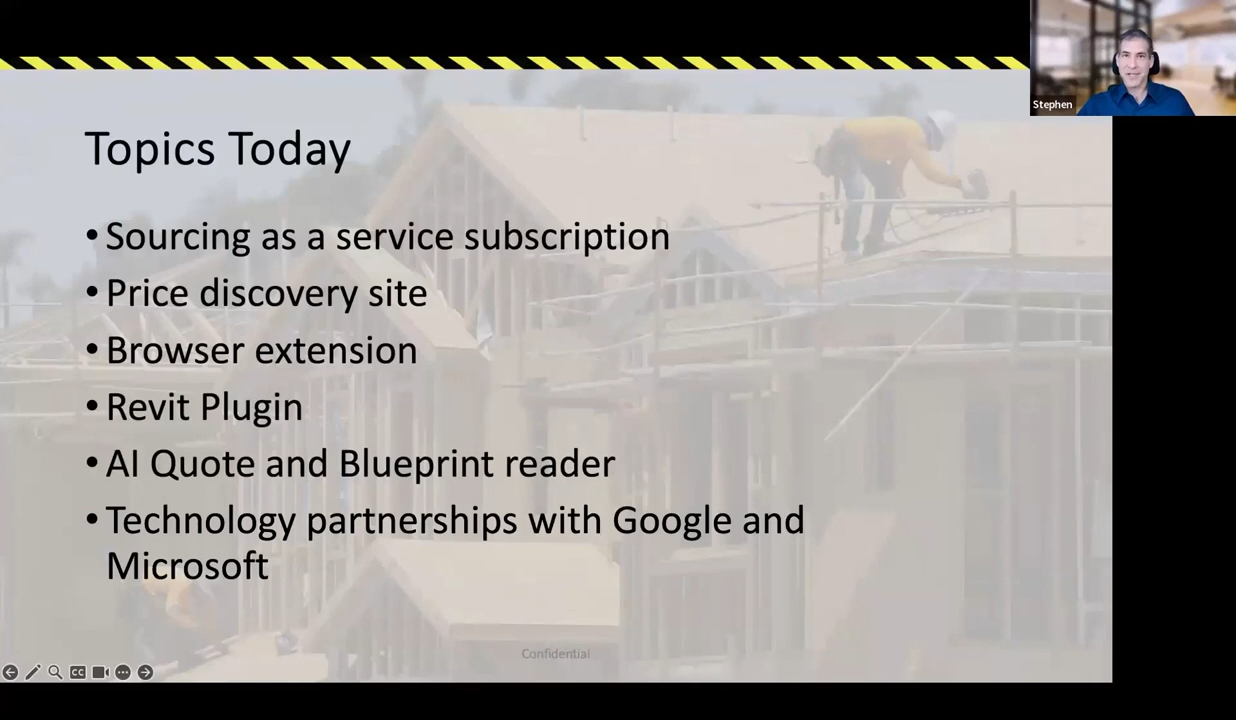 Stephen
Topics Today
• Sourcing as a service subscription
• Price discovery site
• Browser extension
• Revit Plugin
• AI Quote and Blueprint reader
• Technology partnerships with Google and
Microsoft
Confidential
CC